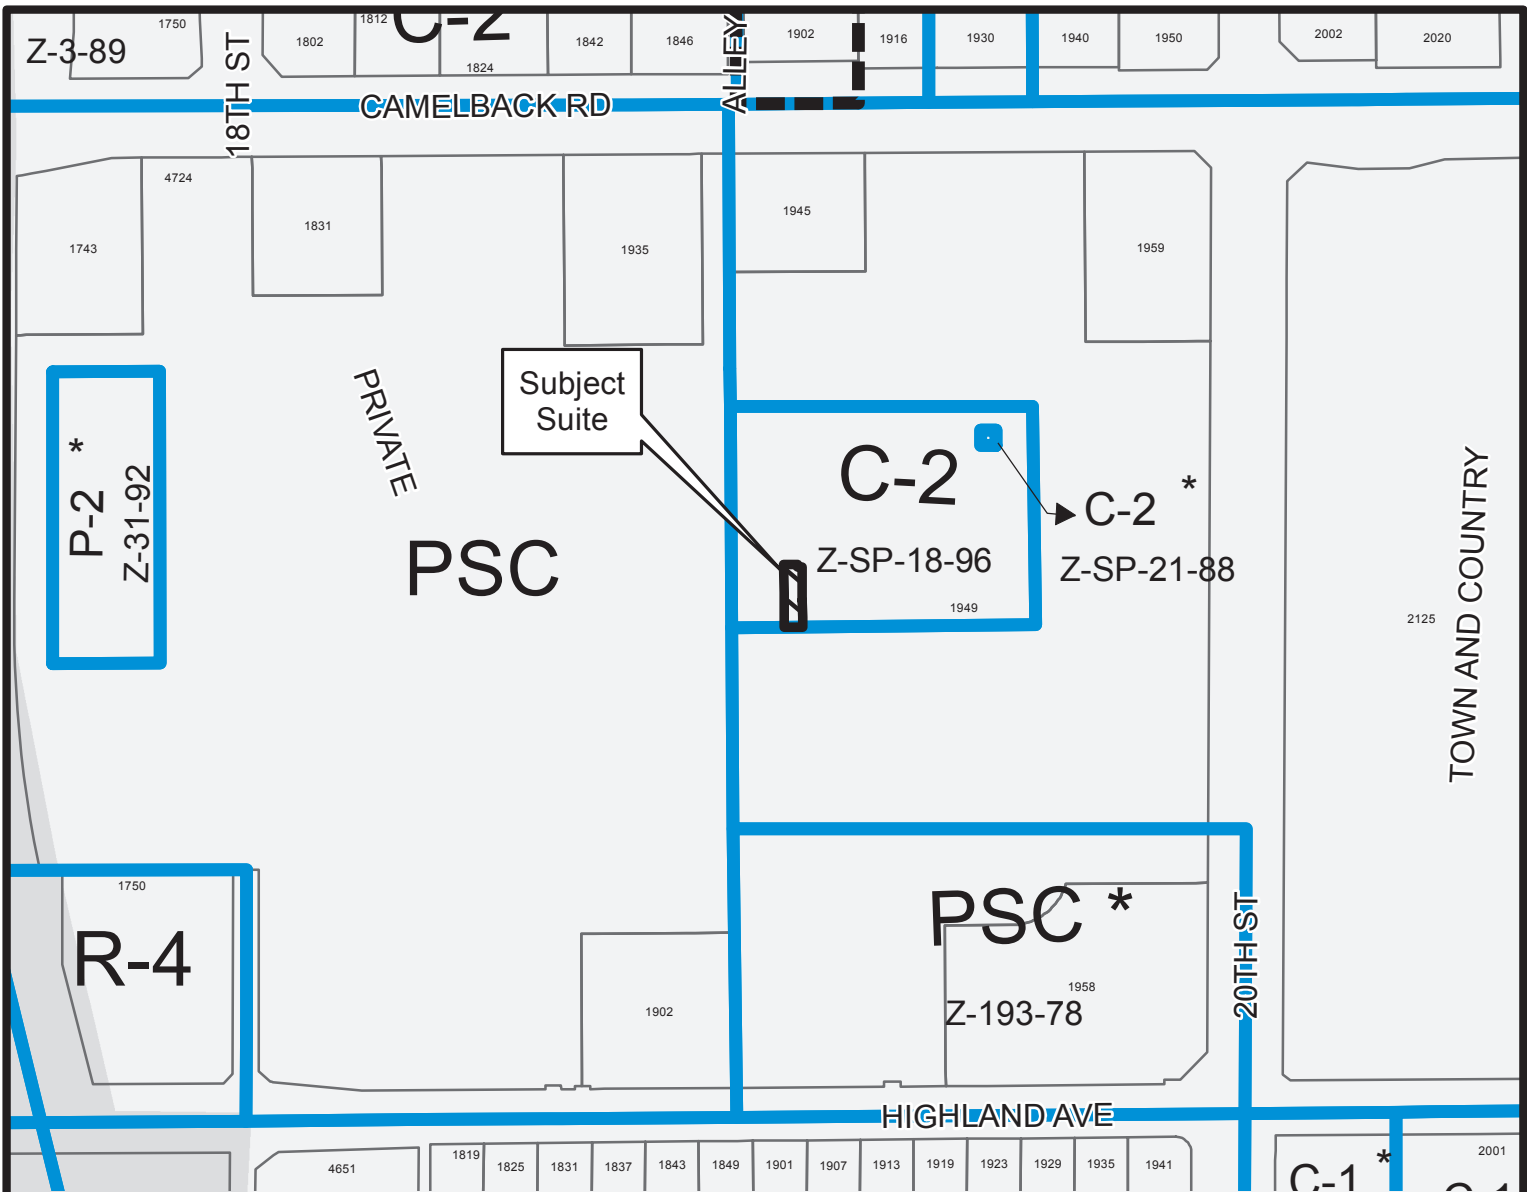 1750
Z-3-89
18TH ST
1802
1812
C-2
1824
1842
1846
ALLEY
1902
1916
1930
1940
1950
2002
2020
CAMELBACK RD
4724
1743
1831
1935
1945
1959
PRIVATE
Subject
Suite
P-2 *
Z-31-92
PSC
C-2
Z-SP-18-96
1949
C-2 *
Z-SP-21-88
TOWN AND COUNTRY
2125
1750
R-4
1902
PSC *
1958
Z-193-78
20TH ST
HIGHLAND AVE
4651
1819
1825
1831
1837
1843
1849
1901
1907
1913
1919
1923
1929
1935
1941
C-1 *
2001
C-1